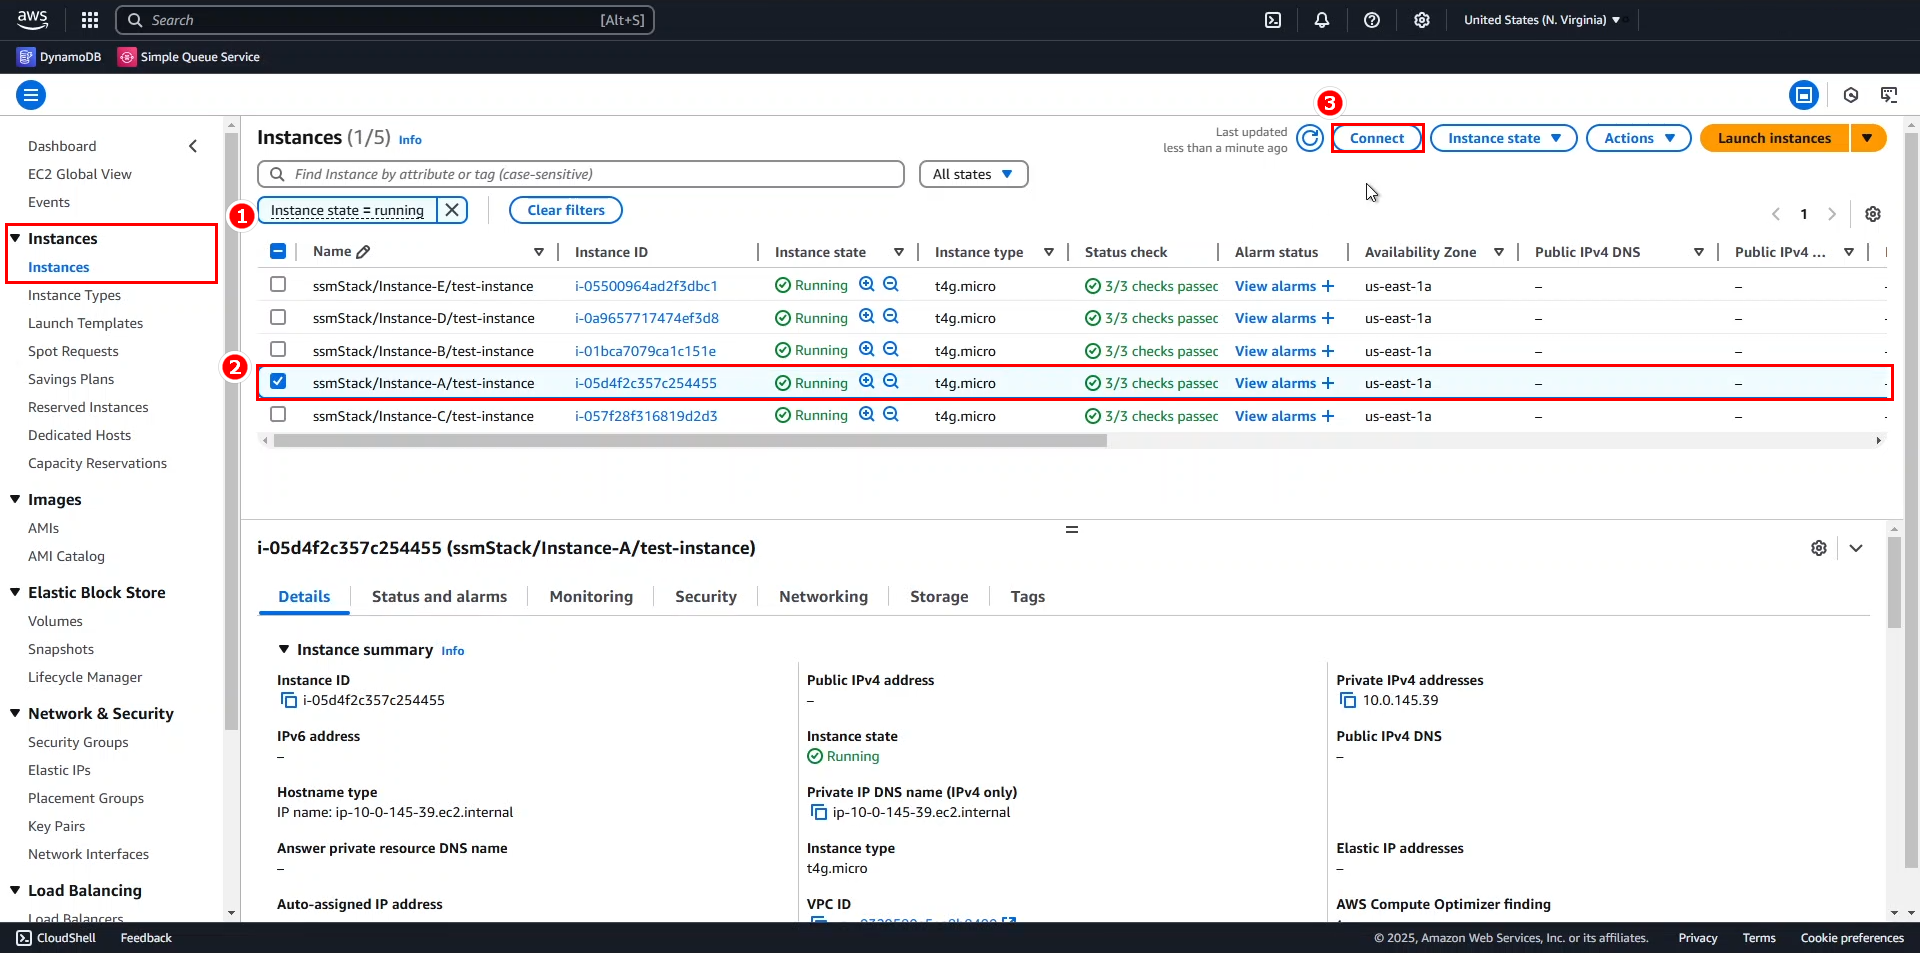 aws
Search [Alt+S]
United States (N. Virginia)
DynamoDB Simple Queue Service
3
Instances (1/5) Info
Last updated
less than a minute ago
Connect Instance state Actions Launch instances
Find Instance by attribute or tag (case-sensitive)
All states
1
Instance state = running Clear filters
1
Name Instance ID Instance state Instance type Status check Alarm status Availability Zone Public IPv4 DNS Public IPv4 ...
ssmStack/Instance-E/test-instance i-05500964ad2f3dbc1 Running t4g.micro 3/3 checks passec View alarms + us-east-1a – –
ssmStack/Instance-D/test-instance i-0a9657717474ef3d8 Running t4g.micro 3/3 checks passec View alarms + us-east-1a – –
ssmStack/Instance-B/test-instance i-01bca7079ca1c151e Running t4g.micro 3/3 checks passec View alarms + us-east-1a – –
2
ssmStack/Instance-A/test-instance i-05d4f2c357c254455 Running t4g.micro 3/3 checks passec View alarms + us-east-1a – –
ssmStack/Instance-C/test-instance i-057f28f316819d2d3 Running t4g.micro 3/3 checks passec View alarms + us-east-1a – –
Dashboard
EC2 Global View
Events
Instances
Instances
Instance Types
Launch Templates
Spot Requests
Savings Plans
Reserved Instances
Dedicated Hosts
Capacity Reservations
Images
AMIs
AMI Catalog
Elastic Block Store
Volumes
Snapshots
Lifecycle Manager
Network & Security
Security Groups
Elastic IPs
Placement Groups
Key Pairs
Network Interfaces
Load Balancing
Load Balancers
i-05d4f2c357c254455 (ssmStack/Instance-A/test-instance)
Details Status and alarms Monitoring Security Networking Storage Tags
Instance summary Info
Instance ID
i-05d4f2c357c254455
Public IPv4 address
–
Private IPv4 addresses
10.0.145.39
IPv6 address
–
Instance state
Running
Public IPv4 DNS
–
Hostname type
IP name: ip-10-0-145-39.ec2.internal
Private IP DNS name (IPv4 only)
ip-10-0-145-39.ec2.internal
Answer private resource DNS name
–
Instance type
t4g.micro
Elastic IP addresses
–
Auto-assigned IP address
VPC ID
AWS Compute Optimizer finding
CloudShell Feedback
© 2025, Amazon Web Services, Inc. or its affiliates. Privacy Terms Cookie preferences